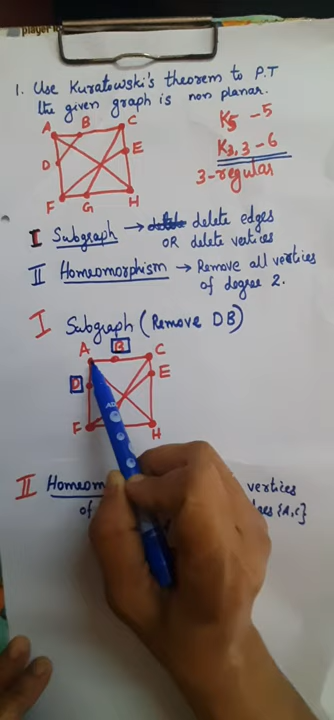 player
1. Use Kuratowski's theorem to P.T
the given graph is non planar.
K5 - 5
K3,3 - 6
3-regular
A B C
D E
F G H
I Subgraph → delete edges
OR delete vertices
II Homeomorphism → Remove all vertices
of degree 2.
I Subgraph (Remove DB)
A B C
D E
F H
II Homeo vertices
of {A,C}